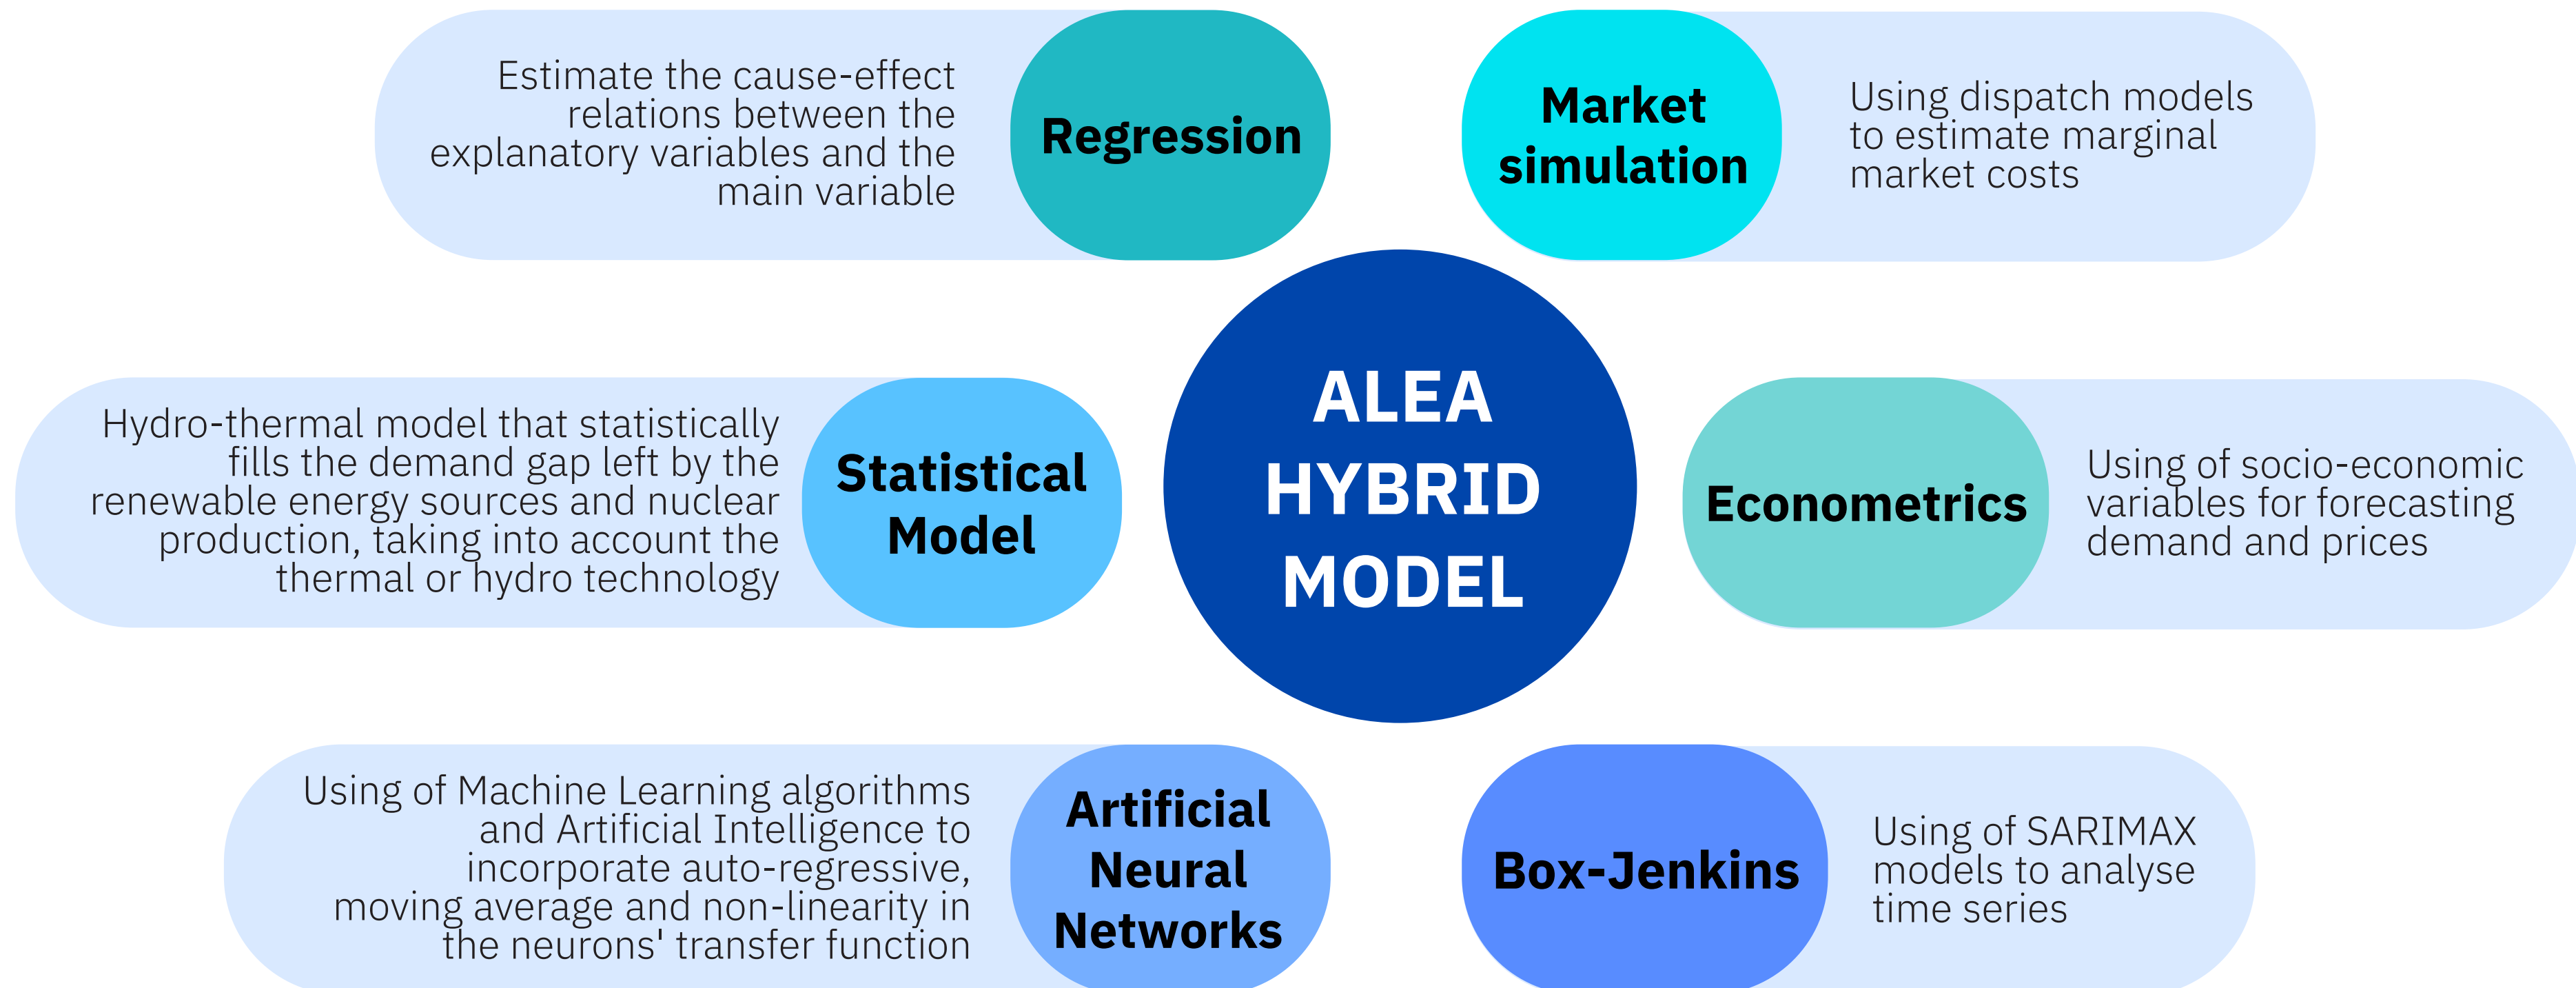 Estimate the cause-effect
relations between the
explanatory variables and the
main variable
Regression
Market
simulation
Using dispatch models
to estimate marginal
market costs
Hydro-thermal model that statistically
fills the demand gap left by the
renewable energy sources and nuclear
production, taking into account the
thermal or hydro technology
Statistical
Model
ALEA
HYBRID
MODEL
Econometrics
Using of socio-economic
variables for forecasting
demand and prices
Using of Machine Learning algorithms
and Artificial Intelligence to
incorporate auto-regressive,
moving average and non-linearity in
the neurons' transfer function
Artificial
Neural
Networks
Box-Jenkins
Using of SARIMAX
models to analyse
time series